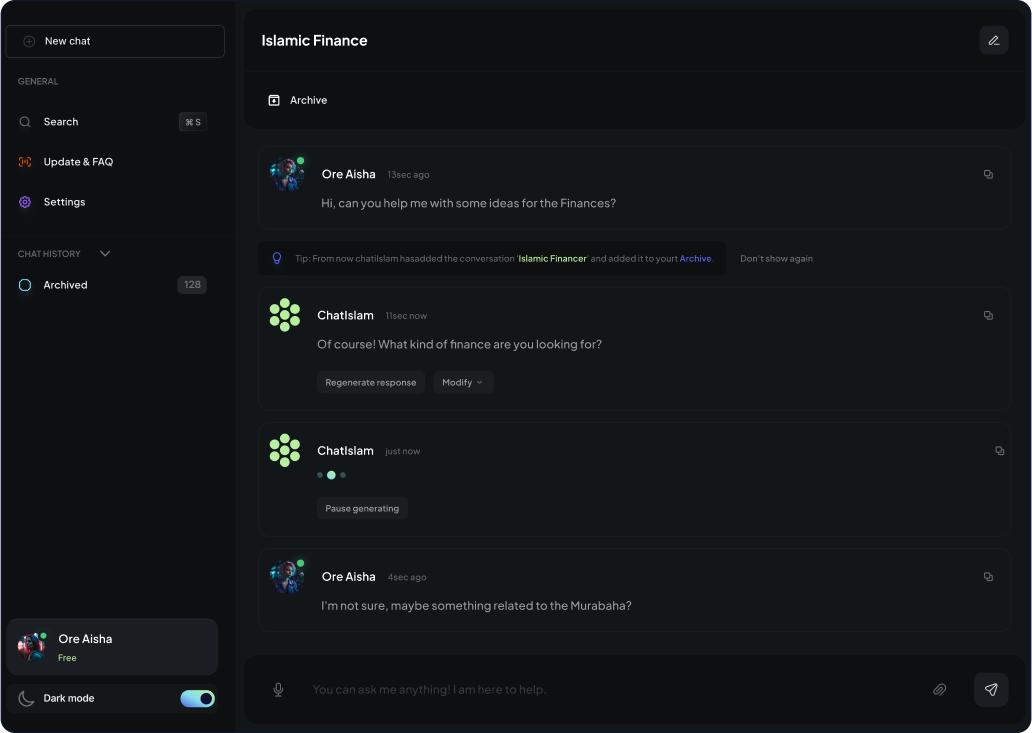 New chat
GENERAL
Search
⌘ S
Update & FAQ
Settings
CHAT HISTORY
Archived
128
Ore Aisha
Free
Dark mode
Islamic Finance
Archive
Ore Aisha 13sec ago
Hi, can you help me with some ideas for the Finances?
Tip: From now chatilslam hasadded the conversation 'Islamic Financer' and added it to yourt Archive.
Don't show again
ChatIslam 11sec now
Of course! What kind of finance are you looking for?
Regenerate response
Modify
ChatIslam just now
Pause generating
Ore Aisha 4sec ago
I'm not sure, maybe something related to the Murabaha?
You can ask me anything! I am here to help.